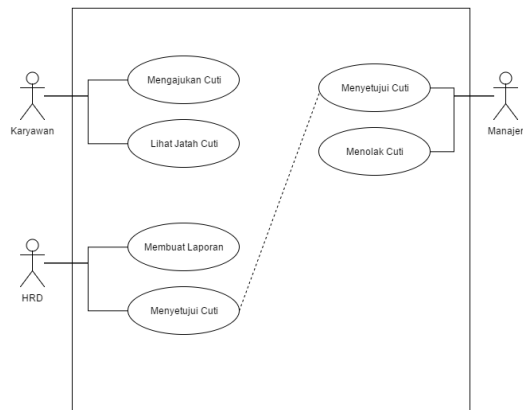 Mengajukan Cuti
Menyetujui Cuti
Karyawan
Manajer
Lihat Jatah Cuti
Menolak Cuti
Membuat Laporan
HRD
Menyetujui Cuti